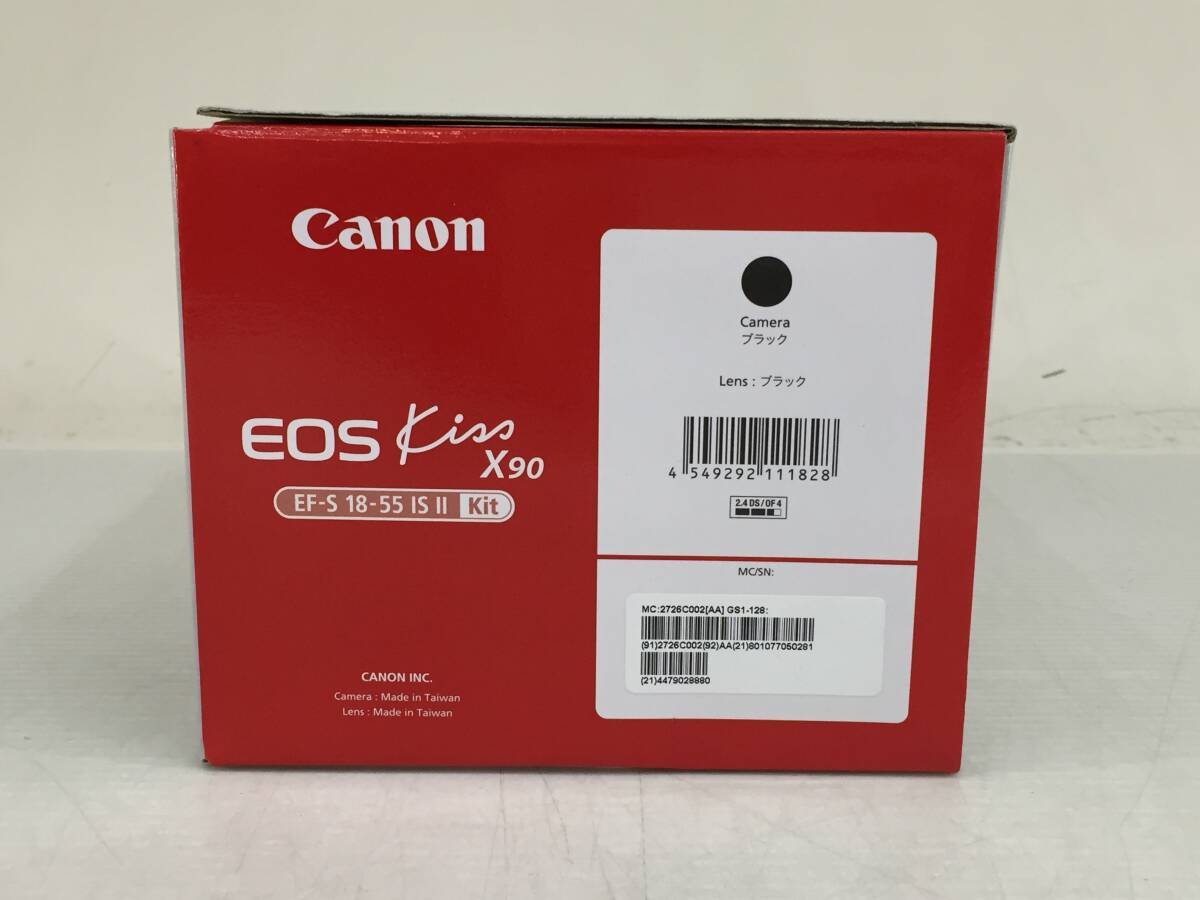 Canon
EOS Kiss
X90
EF-S 18-55 IS II Kit
CANON INC.
Camera : Made in Taiwan
Lens : Made in Taiwan
Camera
ブラック
Lens : ブラック
4 549292 111828
2.4 DS/OF4
MC/SN:
MC:2726C002[AA] GS1-128:
(91)2726C002(92)AA(21)801077050281
(21)4479028880